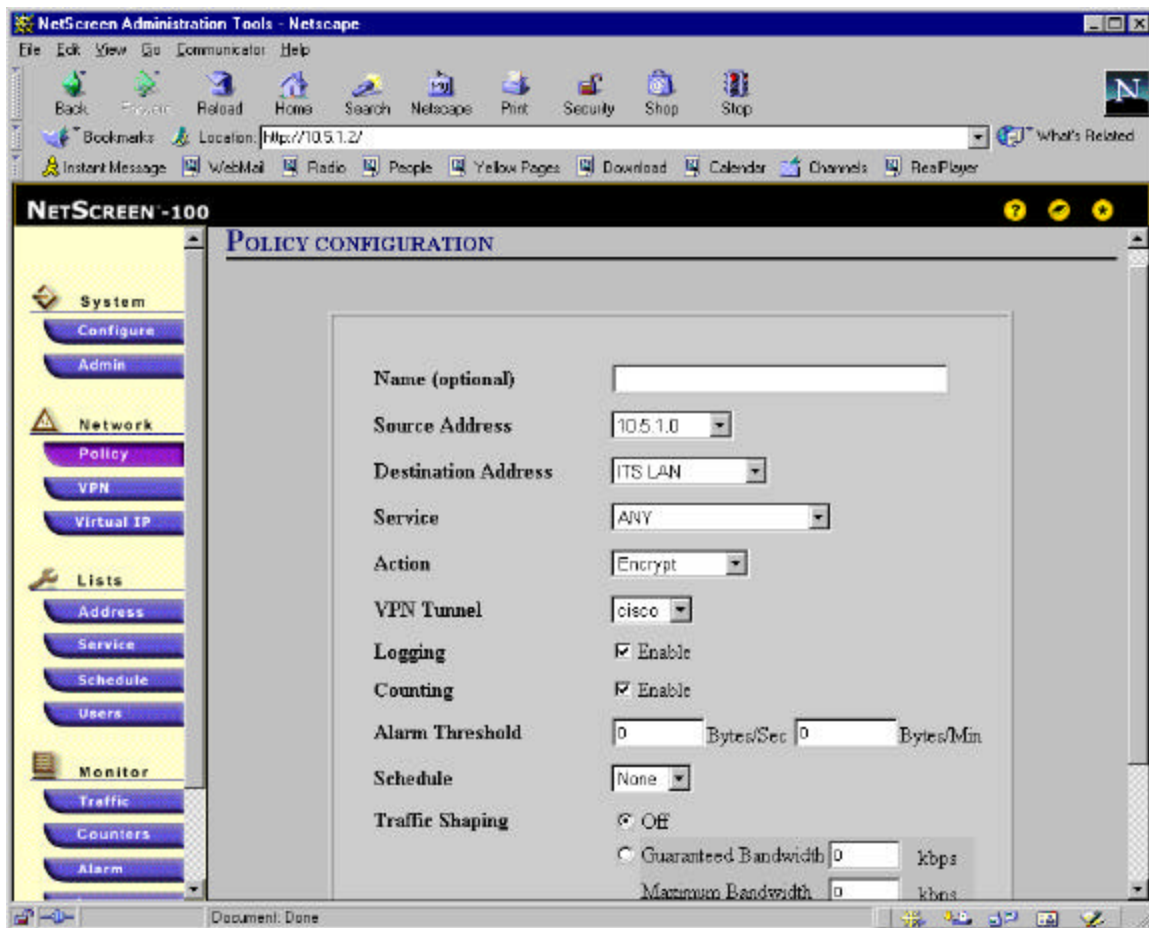 NetScreen Administration Tools - Netscape
File Edit View Go Communicator Help
Back Forward Reload Home Search Netscape Print Security Shop Stop
N
Bookmarks Location: http://10.5.1.2/ What's Related
Instant Message WebMail Radio People Yellow Pages Download Calendar Channels RealPlayer
NETSCREEN-100
?
POLICY CONFIGURATION
System
Configure
Admin
Network
Policy
VPN
Virtual IP
Lists
Address
Service
Schedule
Users
Monitor
Traffic
Counters
Alarm
Name (optional)
Source Address 10.5.1.0
Destination Address ITS LAN
Service ANY
Action Encrypt
VPN Tunnel cisco
Logging Enable
Counting Enable
Alarm Threshold 0 Bytes/Sec 0 Bytes/Min
Schedule None
Traffic Shaping Off
Guaranteed Bandwidth 0 kbps
Maximum Bandwidth 0 kbps
Document: Done